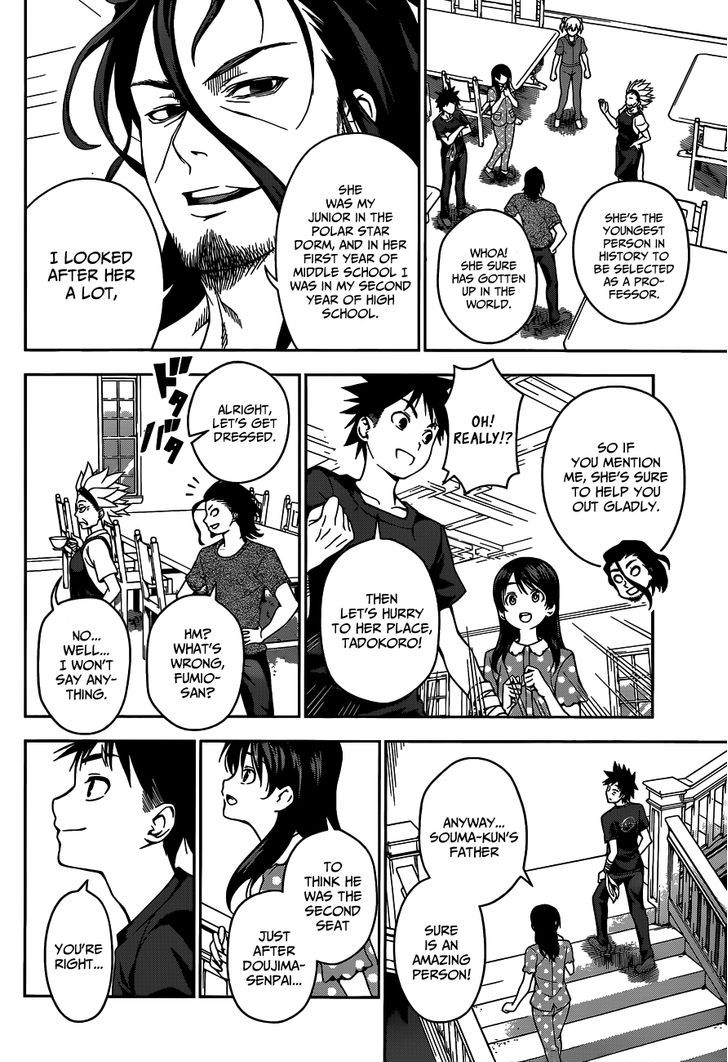 SHE'S THE
YOUNGEST
PERSON IN
HISTORY TO
BE SELECTED
AS A PRO-
FESSOR.
WHOA!
SHE SURE
HAS GOTTEN
UP IN THE
WORLD.
SHE
WAS MY
JUNIOR IN THE
POLAR STAR
DORM, AND IN HER
FIRST YEAR OF
MIDDLE SCHOOL I
WAS IN MY SECOND
YEAR OF HIGH
SCHOOL.
I LOOKED
AFTER HER
A LOT,
SO IF
YOU MENTION
ME, SHE'S SURE
TO HELP YOU
OUT GLADLY.
OH!
REALLY!?
THEN
LET'S HURRY
TO HER PLACE,
TADOKORO!
ALRIGHT,
LET'S GET
DRESSED.
ドタ
バタ
HM?
WHAT'S
WRONG,
FUMIO-
SAN?
NO...
WELL...
I WON'T
SAY ANY-
THING.
ANYWAY...
SOUMA-KUN'S
FATHER
SURE
IS AN
AMAZING
PERSON!
TO
THINK HE
WAS THE
SECOND
SEAT
JUST
AFTER
DOUJIMA-
SENPAI...
YOU'RE
RIGHT...